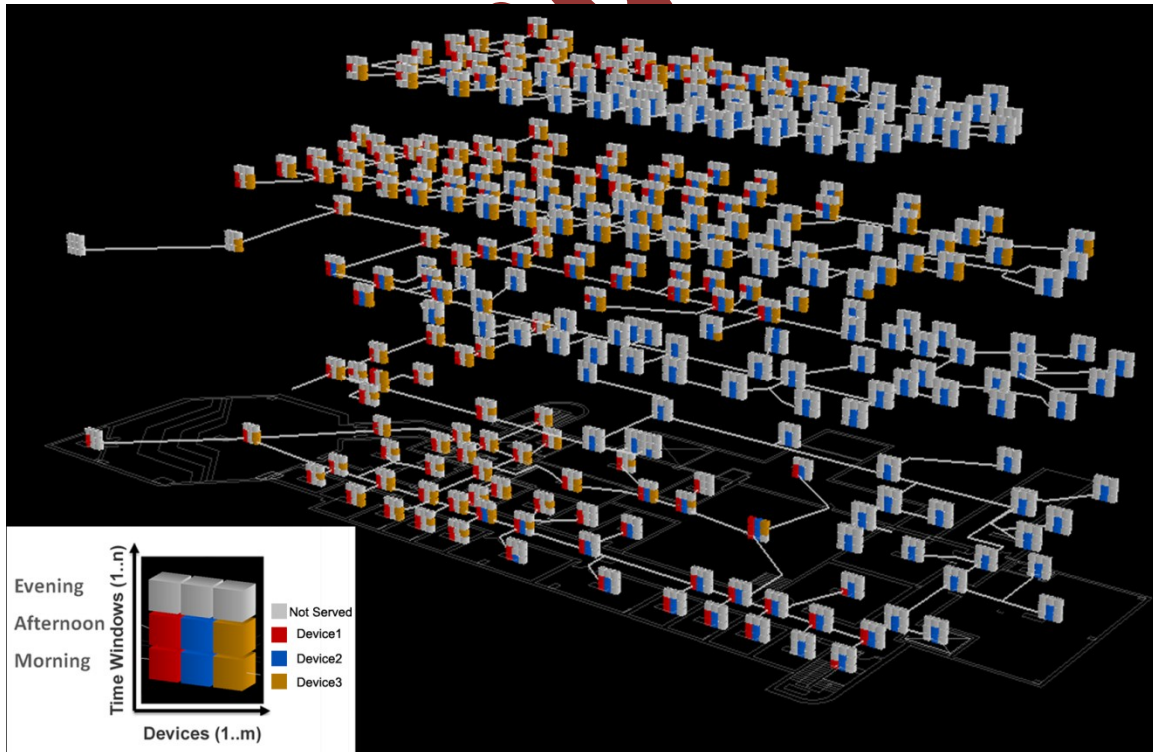 Time Windows (1..n)
Evening
Afternoon
Morning
Not Served
Device1
Device2
Device3
Devices (1..m)